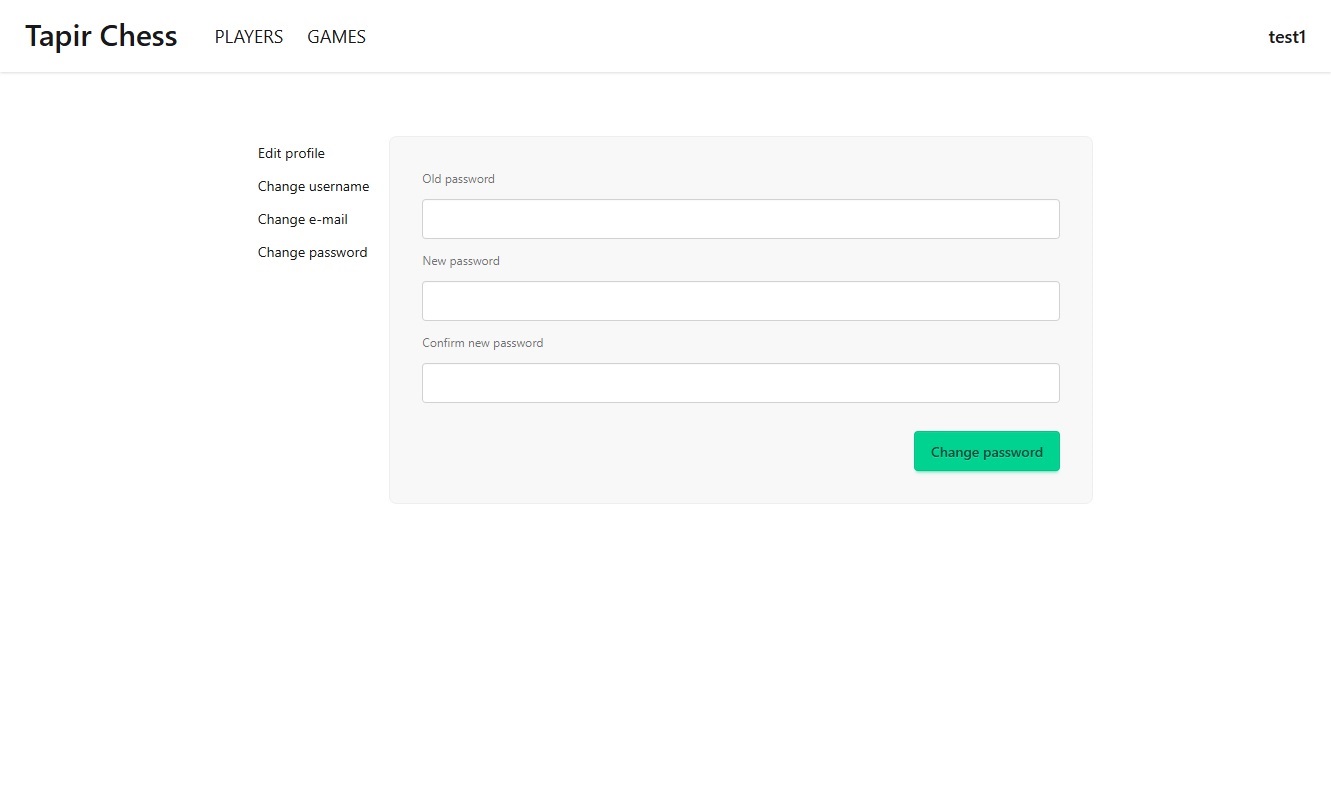 Tapir Chess PLAYERS GAMES test1
Edit profile
Change username
Change e-mail
Change password
Old password
New password
Confirm new password
Change password